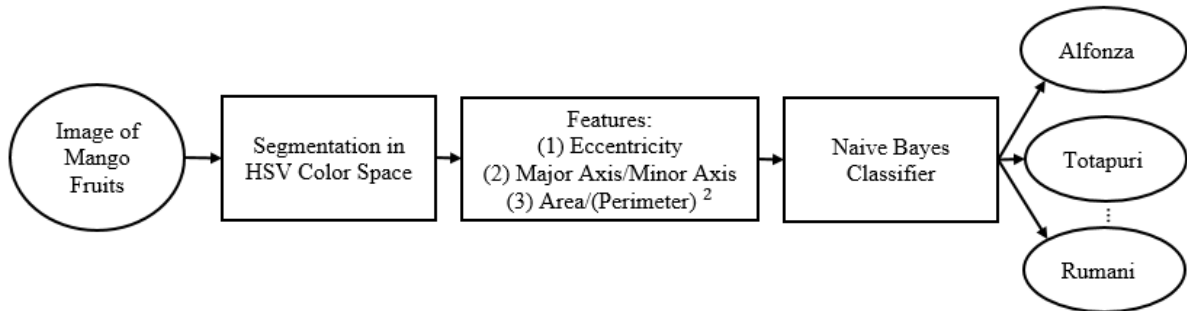 Image of
Mango
Fruits
Segmentation in
HSV Color Space
Features:
(1) Eccentricity
(2) Major Axis/Minor Axis
(3) Area/(Perimeter) ²
Naive Bayes
Classifier
Alfonza
Totapuri
Rumani